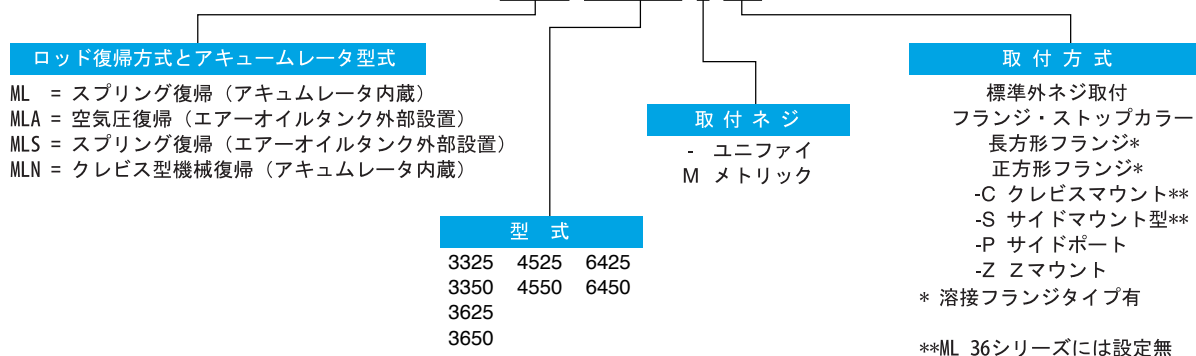 ロッド復帰方式とアキュームレータ型式
ML = スプリング復帰（アキュムレータ内蔵）
MLA = 空気圧復帰（エアーオイルタンク外部設置）
MLS = スプリング復帰（エアーオイルタンク外部設置）
MLN = クレビス型機械復帰（アキュムレータ内蔵）
型 式
3325 4525 6425
3350 4550 6450
3625
3650
取 付 ネ ジ
- ユニファイ
M メトリック
取 付 方 式
標準外ネジ取付
フランジ・ストップカラー
長方形フランジ*
正方形フランジ*
-C クレビスマウント**
-S サイドマウント型**
-P サイドポート
-Z Zマウント
* 溶接フランジタイプ有
**ML 36シリーズには設定無